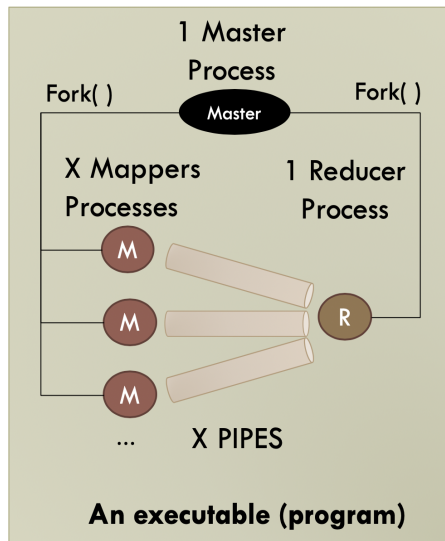 1 Master
Process
Fork( )
Fork( )
Master
X Mappers
Processes
1 Reducer
Process
M
M
R
M
...
X PIPES
An executable (program)